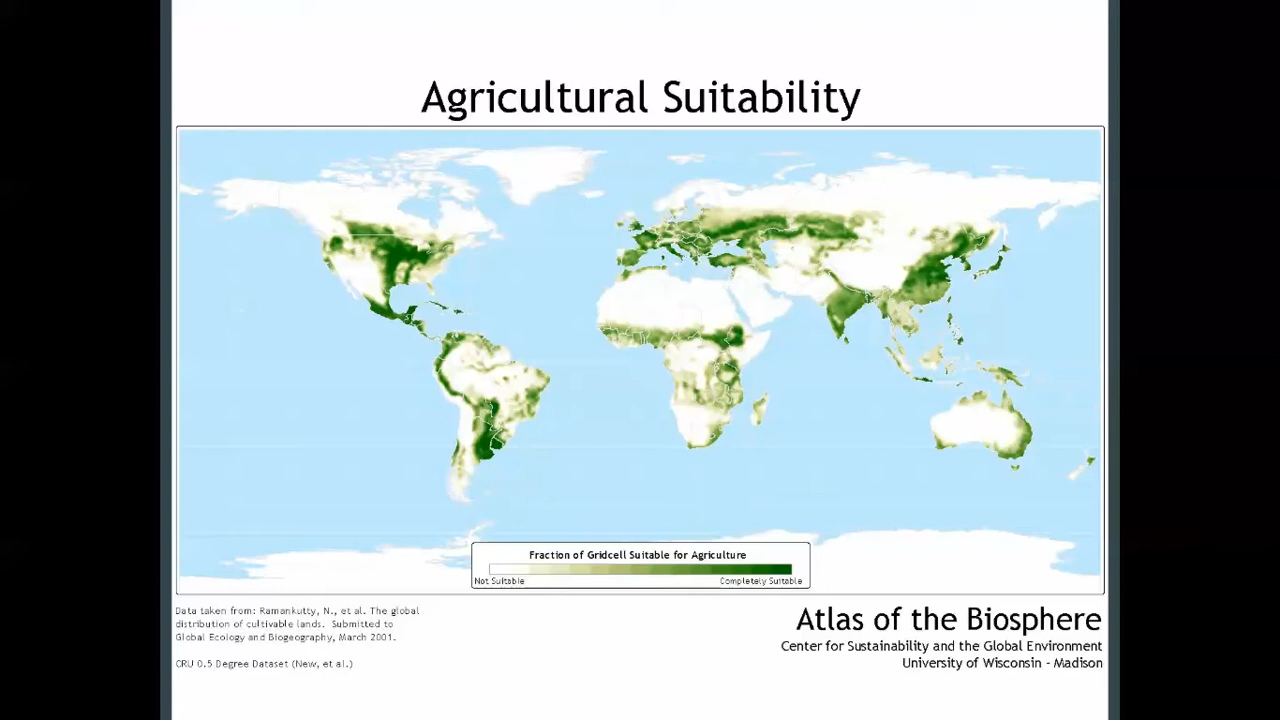 Agricultural Suitability
Fraction of Gridcell Suitable for Agriculture
Not Suitable
Completely Suitable
Data taken from: Ramankutty, N., et al. The global
distribution of cultivable lands. Submitted to
Global Ecology and Biogeography, March 2001.
CRU 0.5 Degree Dataset (New, et al.)
Atlas of the Biosphere
Center for Sustainability and the Global Environment
University of Wisconsin - Madison